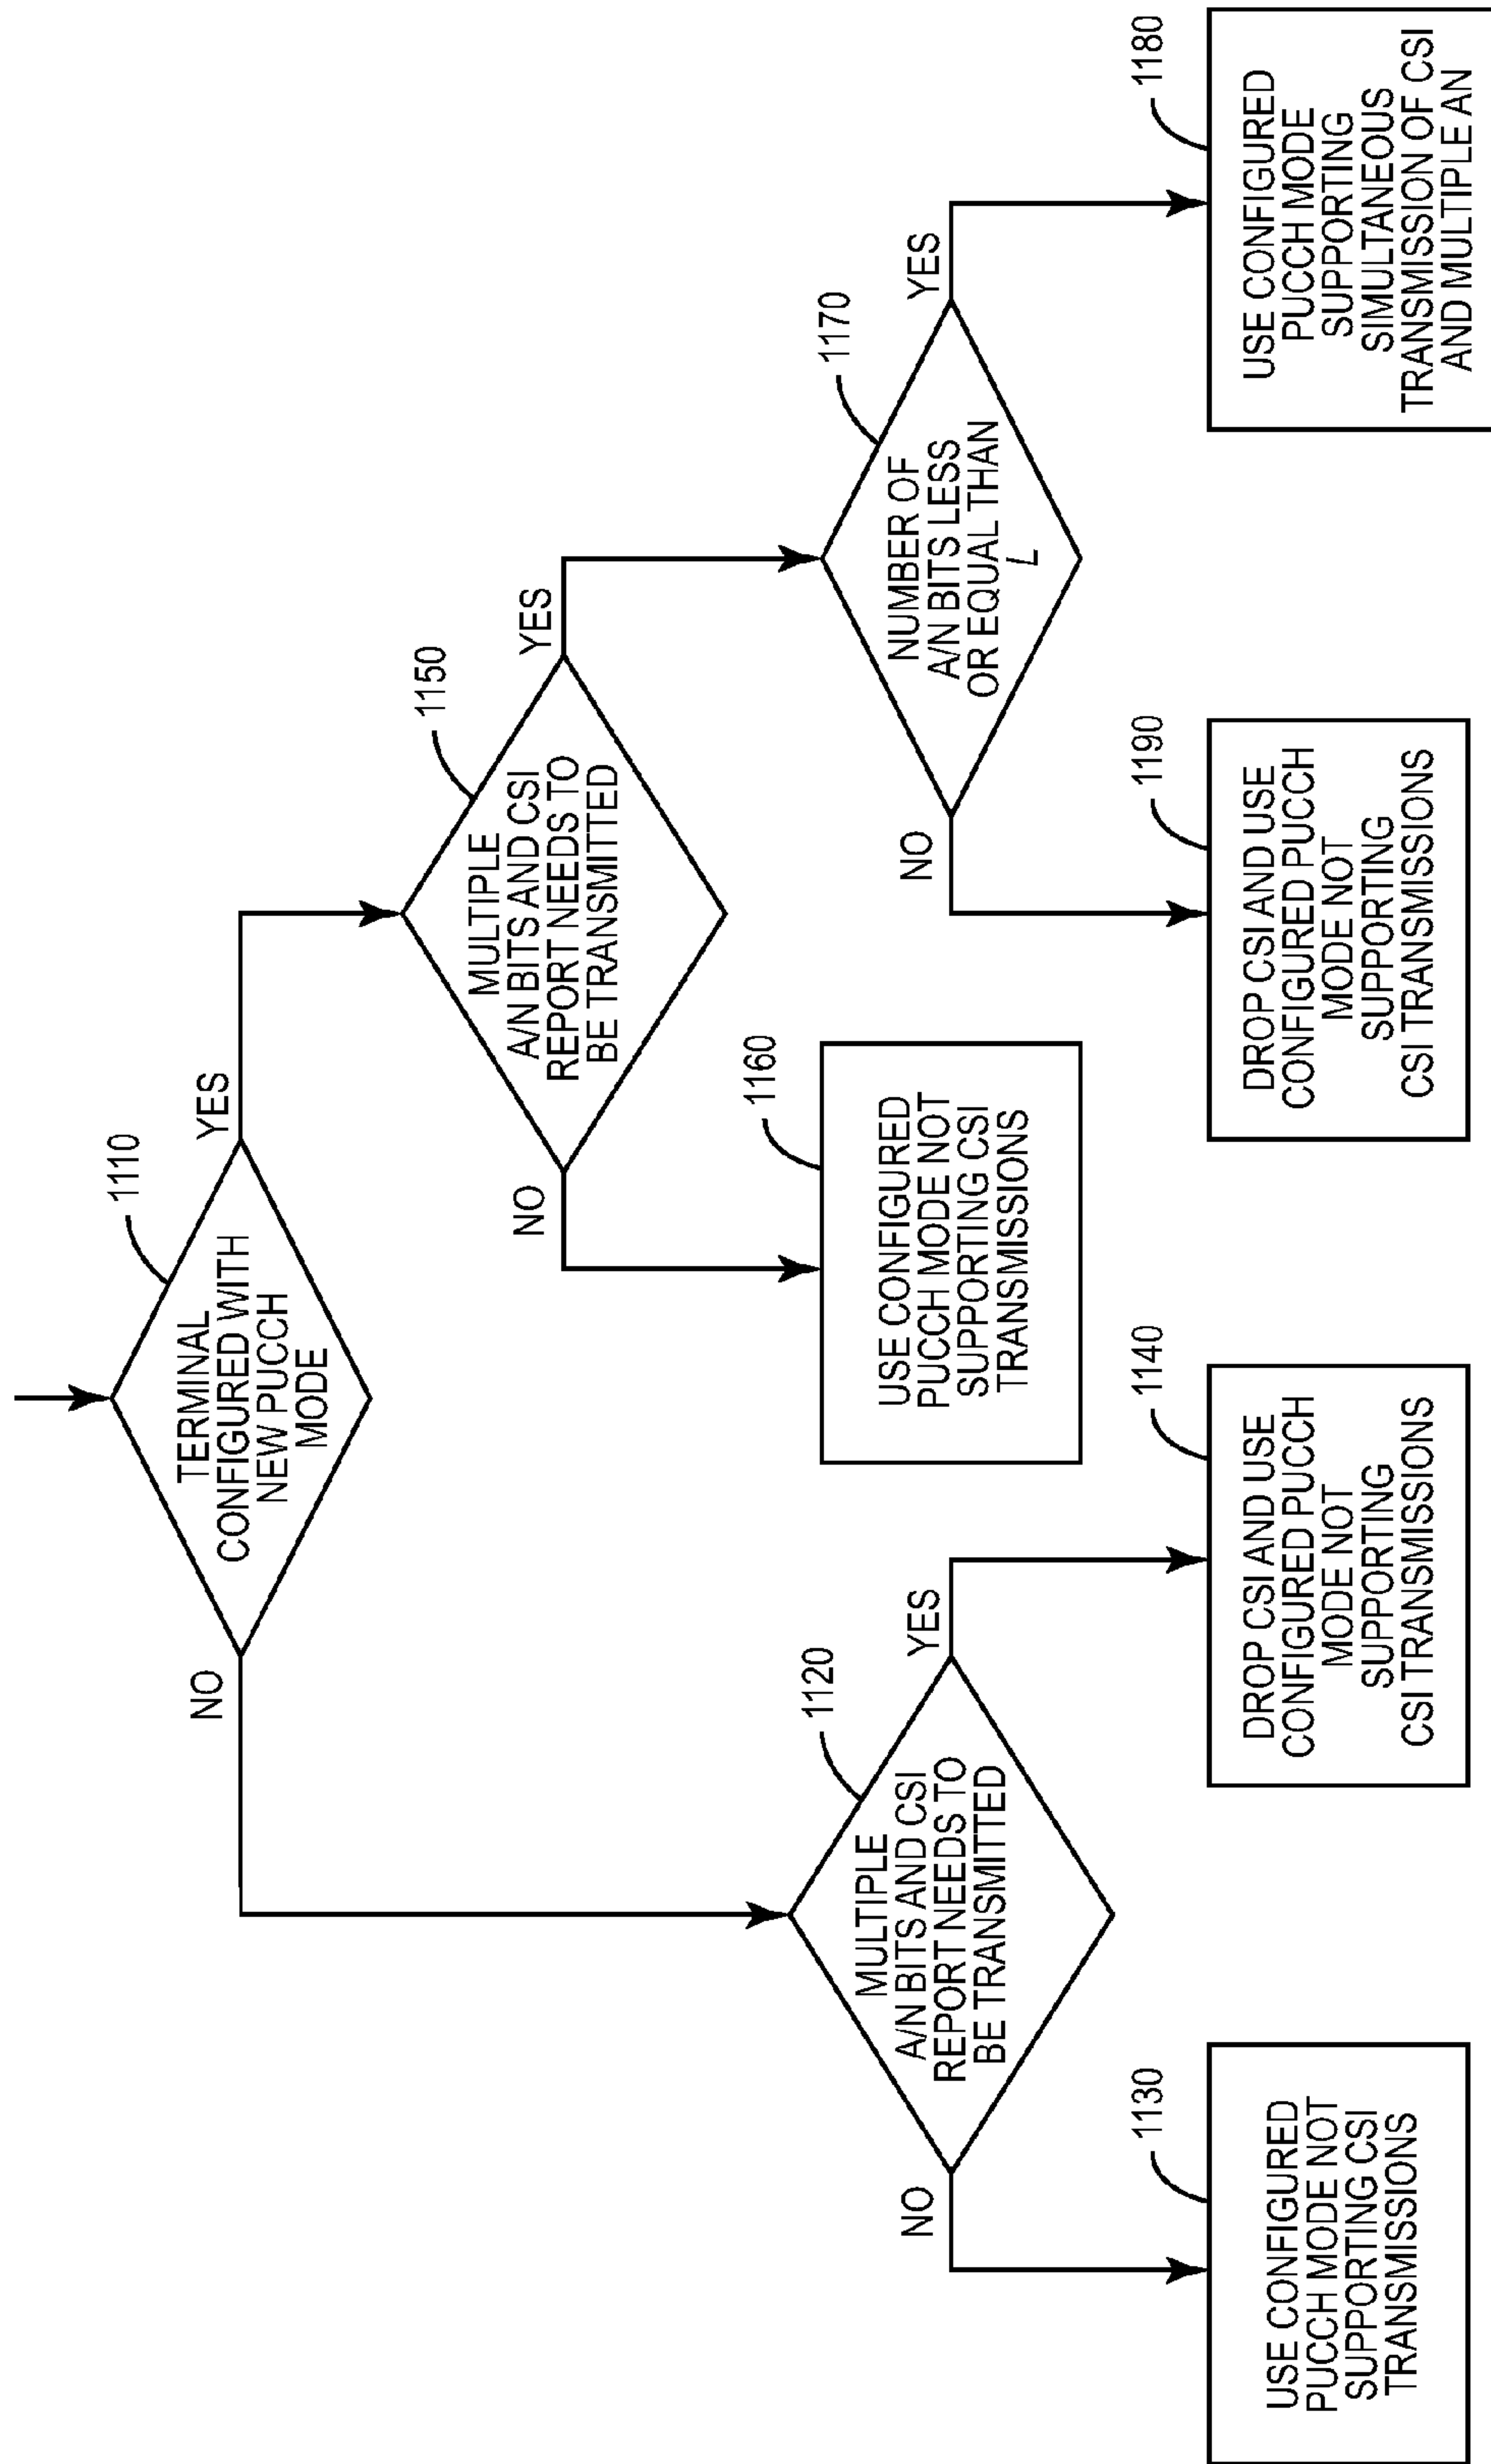 1110
TERMINAL
CONFIGURED WITH
NEW PUCCH
MODE
NO
YES
1120
MULTIPLE
A/N BITS AND CSI
REPORT NEEDS TO
BE TRANSMITTED
NO
YES
1130
USE CONFIGURED
PUCCH MODE NOT
SUPPORTING CSI
TRANSMISSIONS
1140
DROP CSI AND USE
CONFIGURED PUCCH
MODE NOT
SUPPORTING
CSI TRANSMISSIONS
1150
MULTIPLE
A/N BITS AND CSI
REPORT NEEDS TO
BE TRANSMITTED
NO
YES
1160
USE CONFIGURED
PUCCH MODE NOT
SUPPORTING CSI
TRANSMISSIONS
1170
NUMBER OF
A/N BITS LESS
OR EQUAL THAN
L
NO
YES
1190
DROP CSI AND USE
CONFIGURED PUCCH
MODE NOT
SUPPORTING
CSI TRANSMISSIONS
1180
USE CONFIGURED
PUCCH MODE
SUPPORTING
SIMULTANEOUS
TRANSMISSION OF CSI
AND MULTIPLE AN